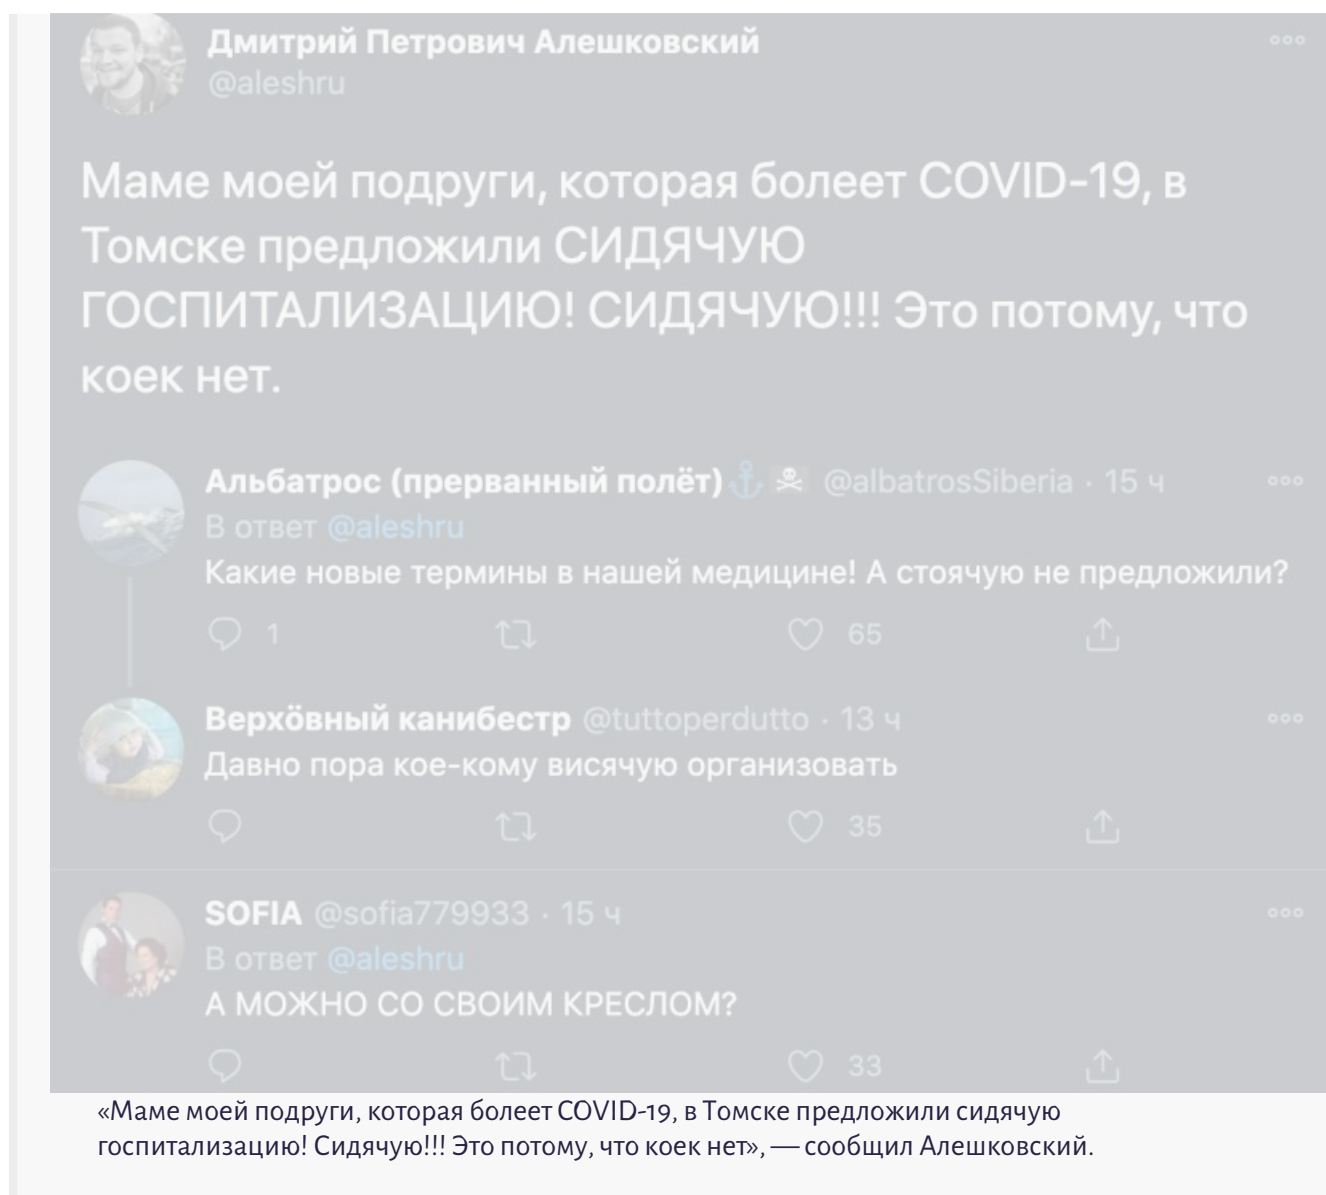 Дмитрий Петрович Алешковский
@aleshru
Маме моей подруги, которая болеет COVID-19, в
Томске предложили СИДЯЧУЮ
ГОСПИТАЛИЗАЦИЮ! СИДЯЧУЮ!!! Это потому, что
коек нет.
Альбатрос (прерванный полёт)⚓☠ @albatrosSiberia · 15 ч
В ответ @aleshru
Какие новые термины в нашей медицине! А стоячую не предложили?
1 65
Верхӧвный канибестр @tuttoperdutto · 13 ч
Давно пора кое-кому висячую организовать
35
SOFIA @sofia779933 · 15 ч
В ответ @aleshru
А МОЖНО СО СВОИМ КРЕСЛОМ?
33
«Маме моей подруги, которая болеет COVID-19, в Томске предложили сидячую
госпитализацию! Сидячую!!! Это потому, что коек нет», — сообщил Алешковский.